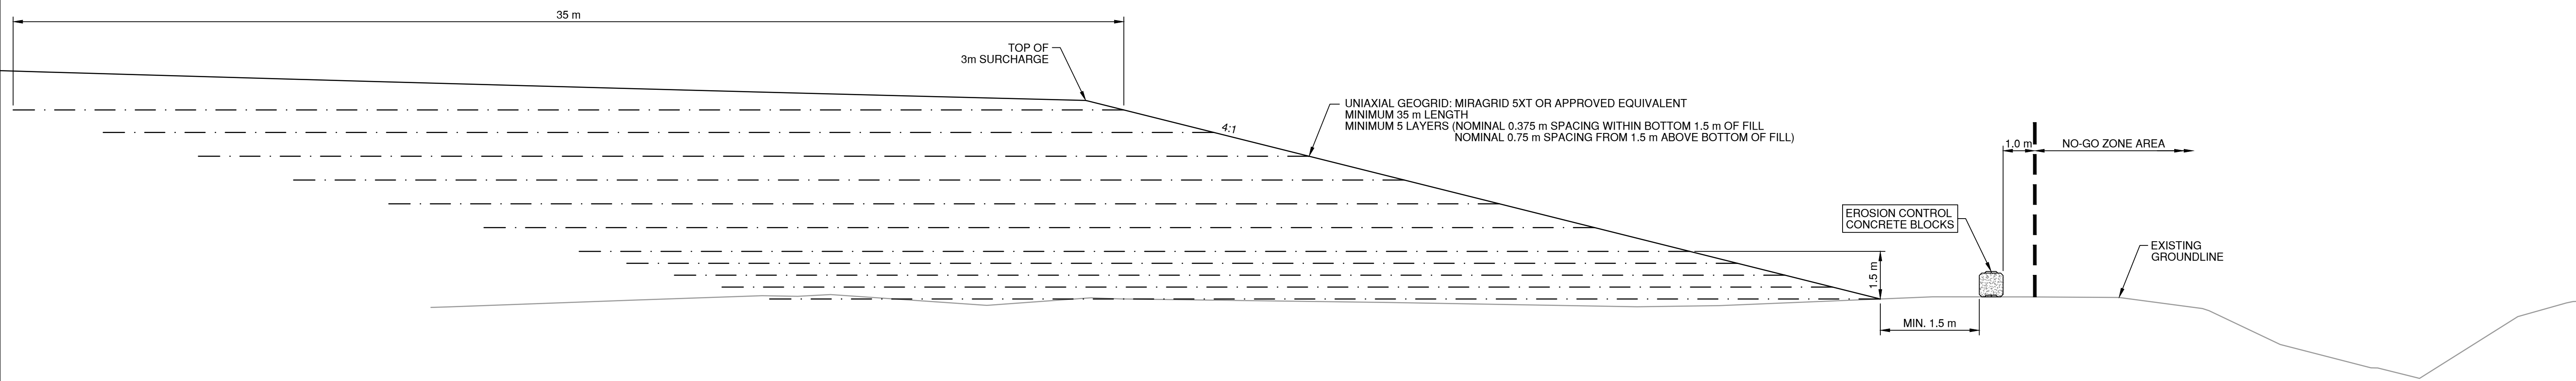 35 m
TOP OF
3m SURCHARGE
4:1
UNIAXIAL GEOGRID: MIRAGRID 5XT OR APPROVED EQUIVALENT
MINIMUM 35 m LENGTH
MINIMUM 5 LAYERS (NOMINAL 0.375 m SPACING WITHIN BOTTOM 1.5 m OF FILL
NOMINAL 0.75 m SPACING FROM 1.5 m ABOVE BOTTOM OF FILL)
1.0 m
NO-GO ZONE AREA
EROSION CONTROL
CONCRETE BLOCKS
EXISTING
GROUNDLINE
1.5 m
MIN. 1.5 m